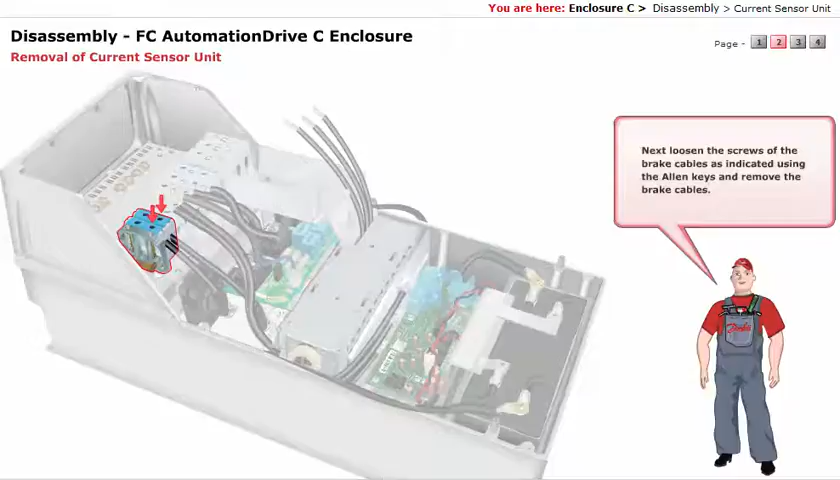 You are here: Enclosure C > Disassembly > Current Sensor Unit
Disassembly - FC AutomationDrive C Enclosure
Removal of Current Sensor Unit
Page - 1 2 3 4
Next loosen the screws of the
brake cables as indicated using
the Allen keys and remove the
brake cables.
Danfoss